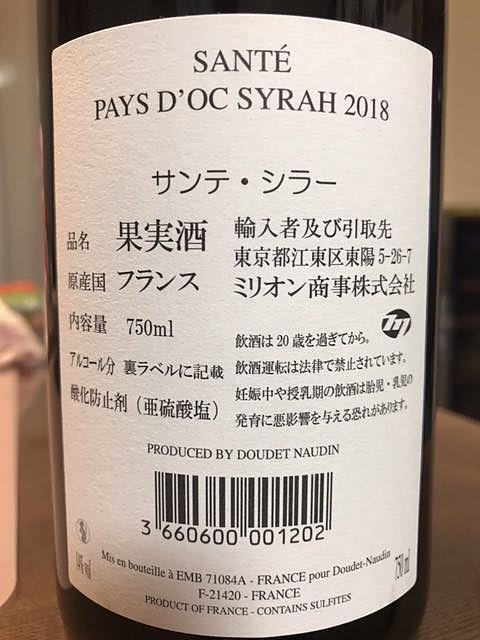 SANTÉ
PAYS D'OC SYRAH 2018
サンテ・シラー
品名 果実酒
原産国 フランス
内容量 750ml
アルコール分 裏ラベルに記載
酸化防止剤（亜硫酸塩）
輸入者及び引取先
東京都江東区東陽 5-26-7
ミリオン商事株式会社
飲酒は 20 歳を過ぎてから。
飲酒運転は法律で禁止されています。
妊娠中や授乳期の飲酒は胎児・乳児の
発育に悪影響を与える恐れがあります。
PRODUCED BY DOUDET NAUDIN
3 660600 001202
Mis en bouteille à EMB 71084A - FRANCE pour Doudet-Naudin
F-21420 - FRANCE
PRODUCT OF FRANCE - CONTAINS SULFITES
750 ml